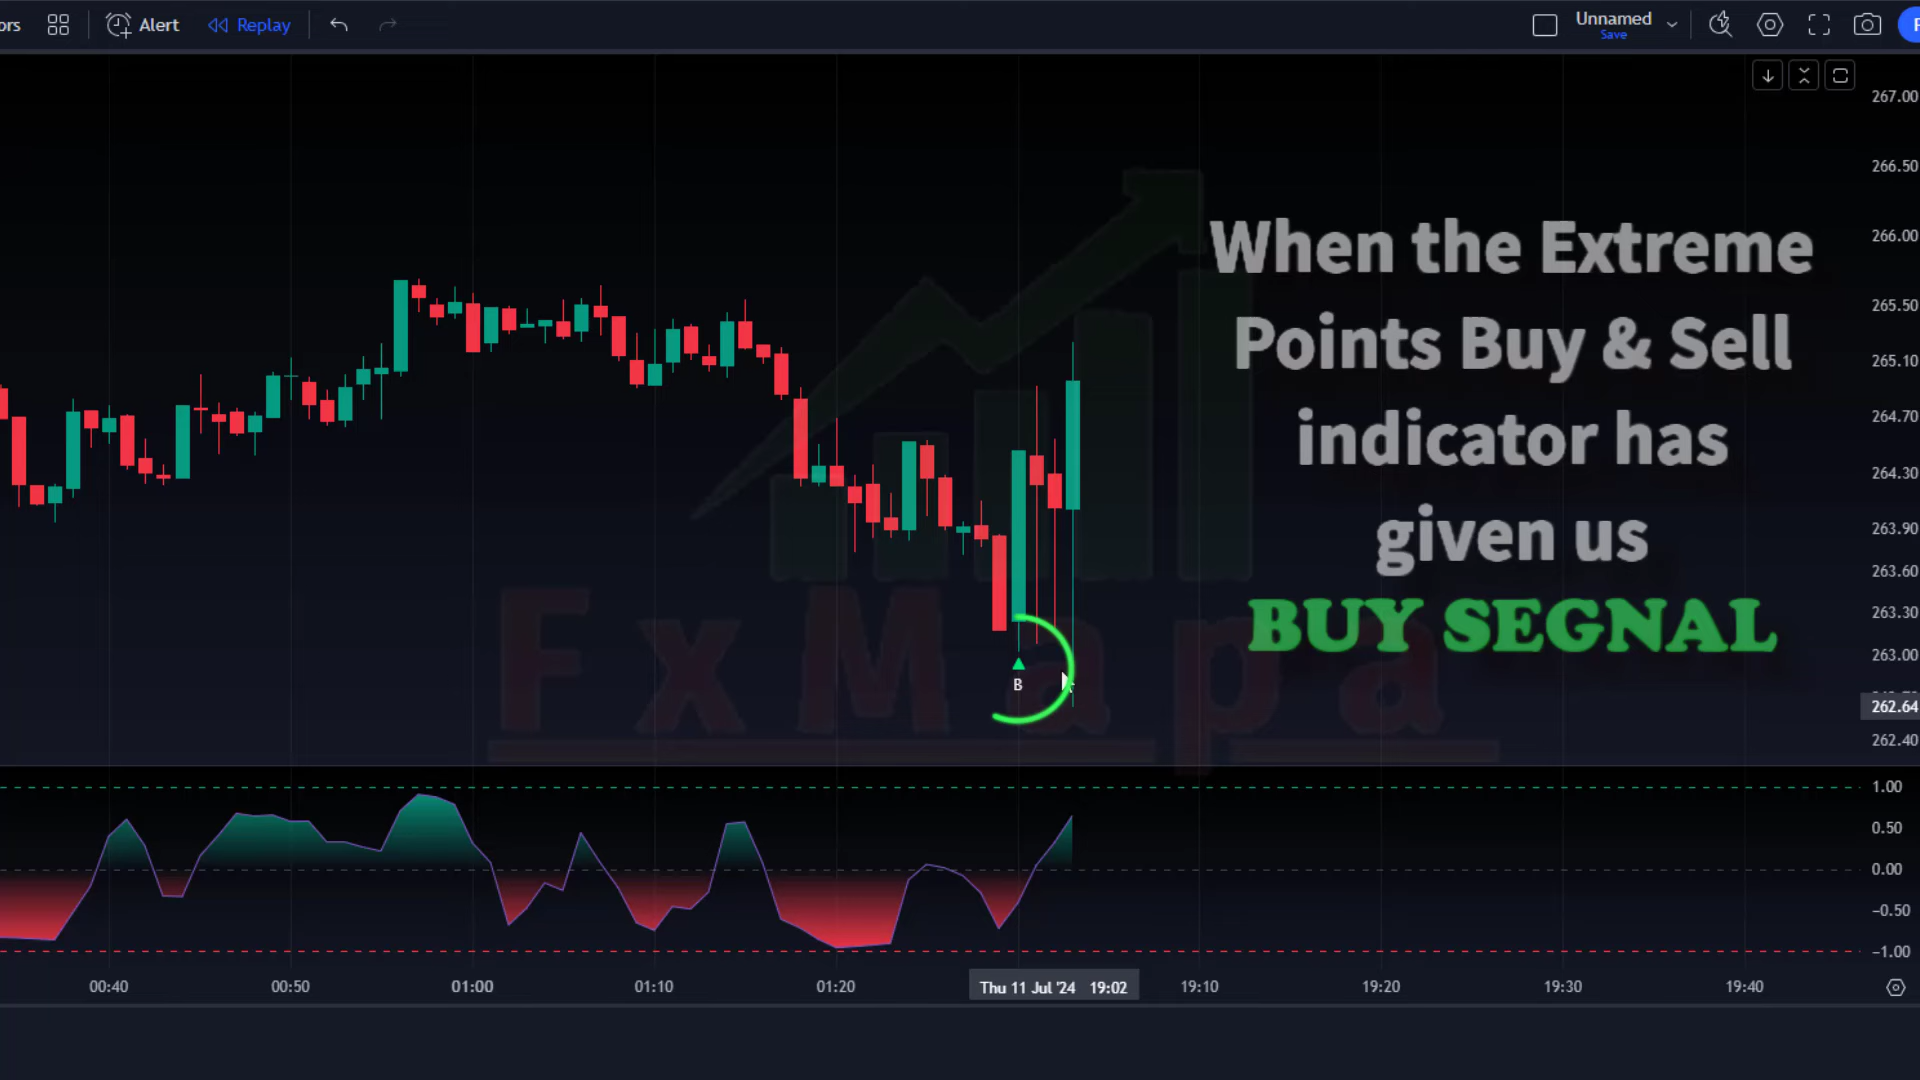 ors
Alert
Replay
Unnamed
Save
267.00
266.50
When the Extreme
Points Buy & Sell
indicator has
given us
BUY SEGNAL
266.00
265.50
265.10
264.70
264.30
263.90
263.60
263.30
263.00
262.64
262.40
B
FxMapa
1.00
0.50
0.00
−0.50
−1.00
00:40
00:50
01:00
01:10
01:20
Thu 11 Jul '24 19:02
19:10
19:20
19:30
19:40